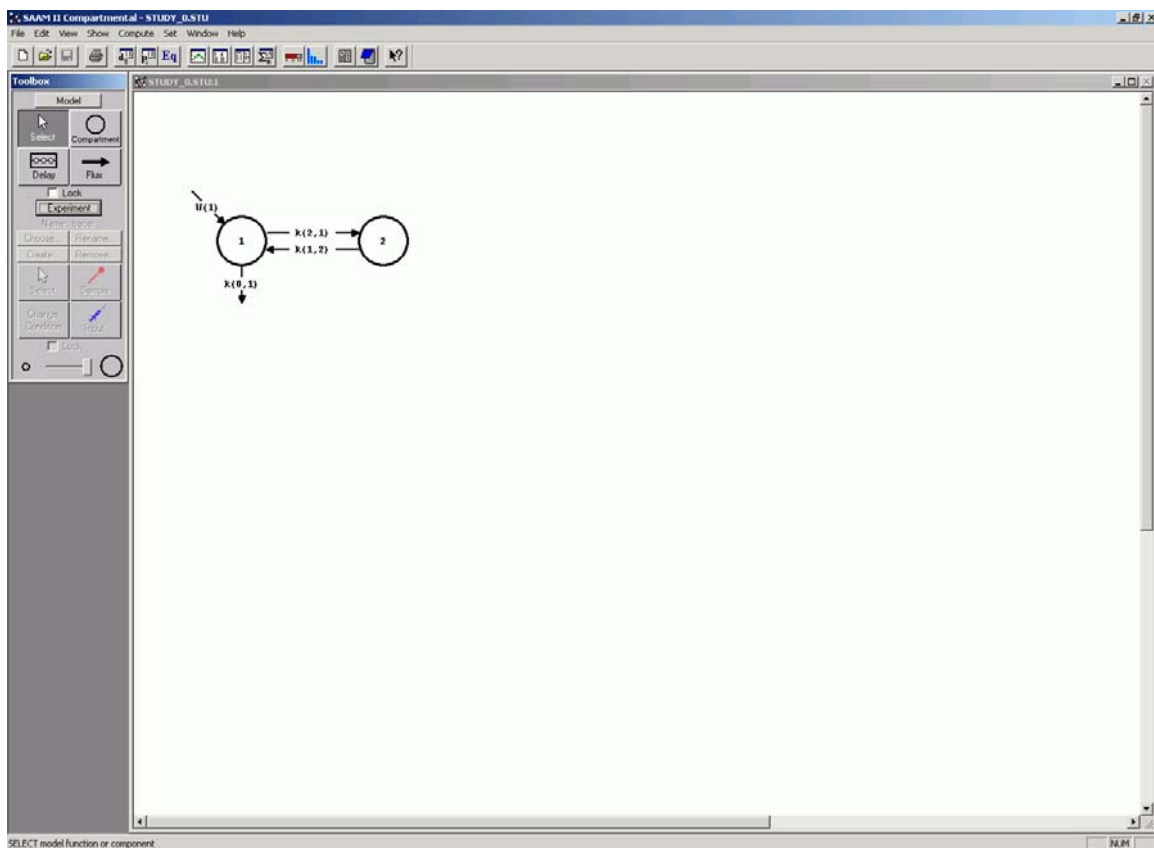 SAAM II Compartmental - STUDY_0.STU
File Edit View Show Compute Set Window Help
Eq
Toolbox
STUDY_0.STU:1
Model
Select Compartment
Delay Flux
Lock
Experiment
Name: tracer
Choose... Rename...
Create... Remove...
Select Sample
Change Condition Input
Lock
U(1)
1
k(2,1)
k(1,2)
2
k(0,1)
SELECT model function or component
NUM